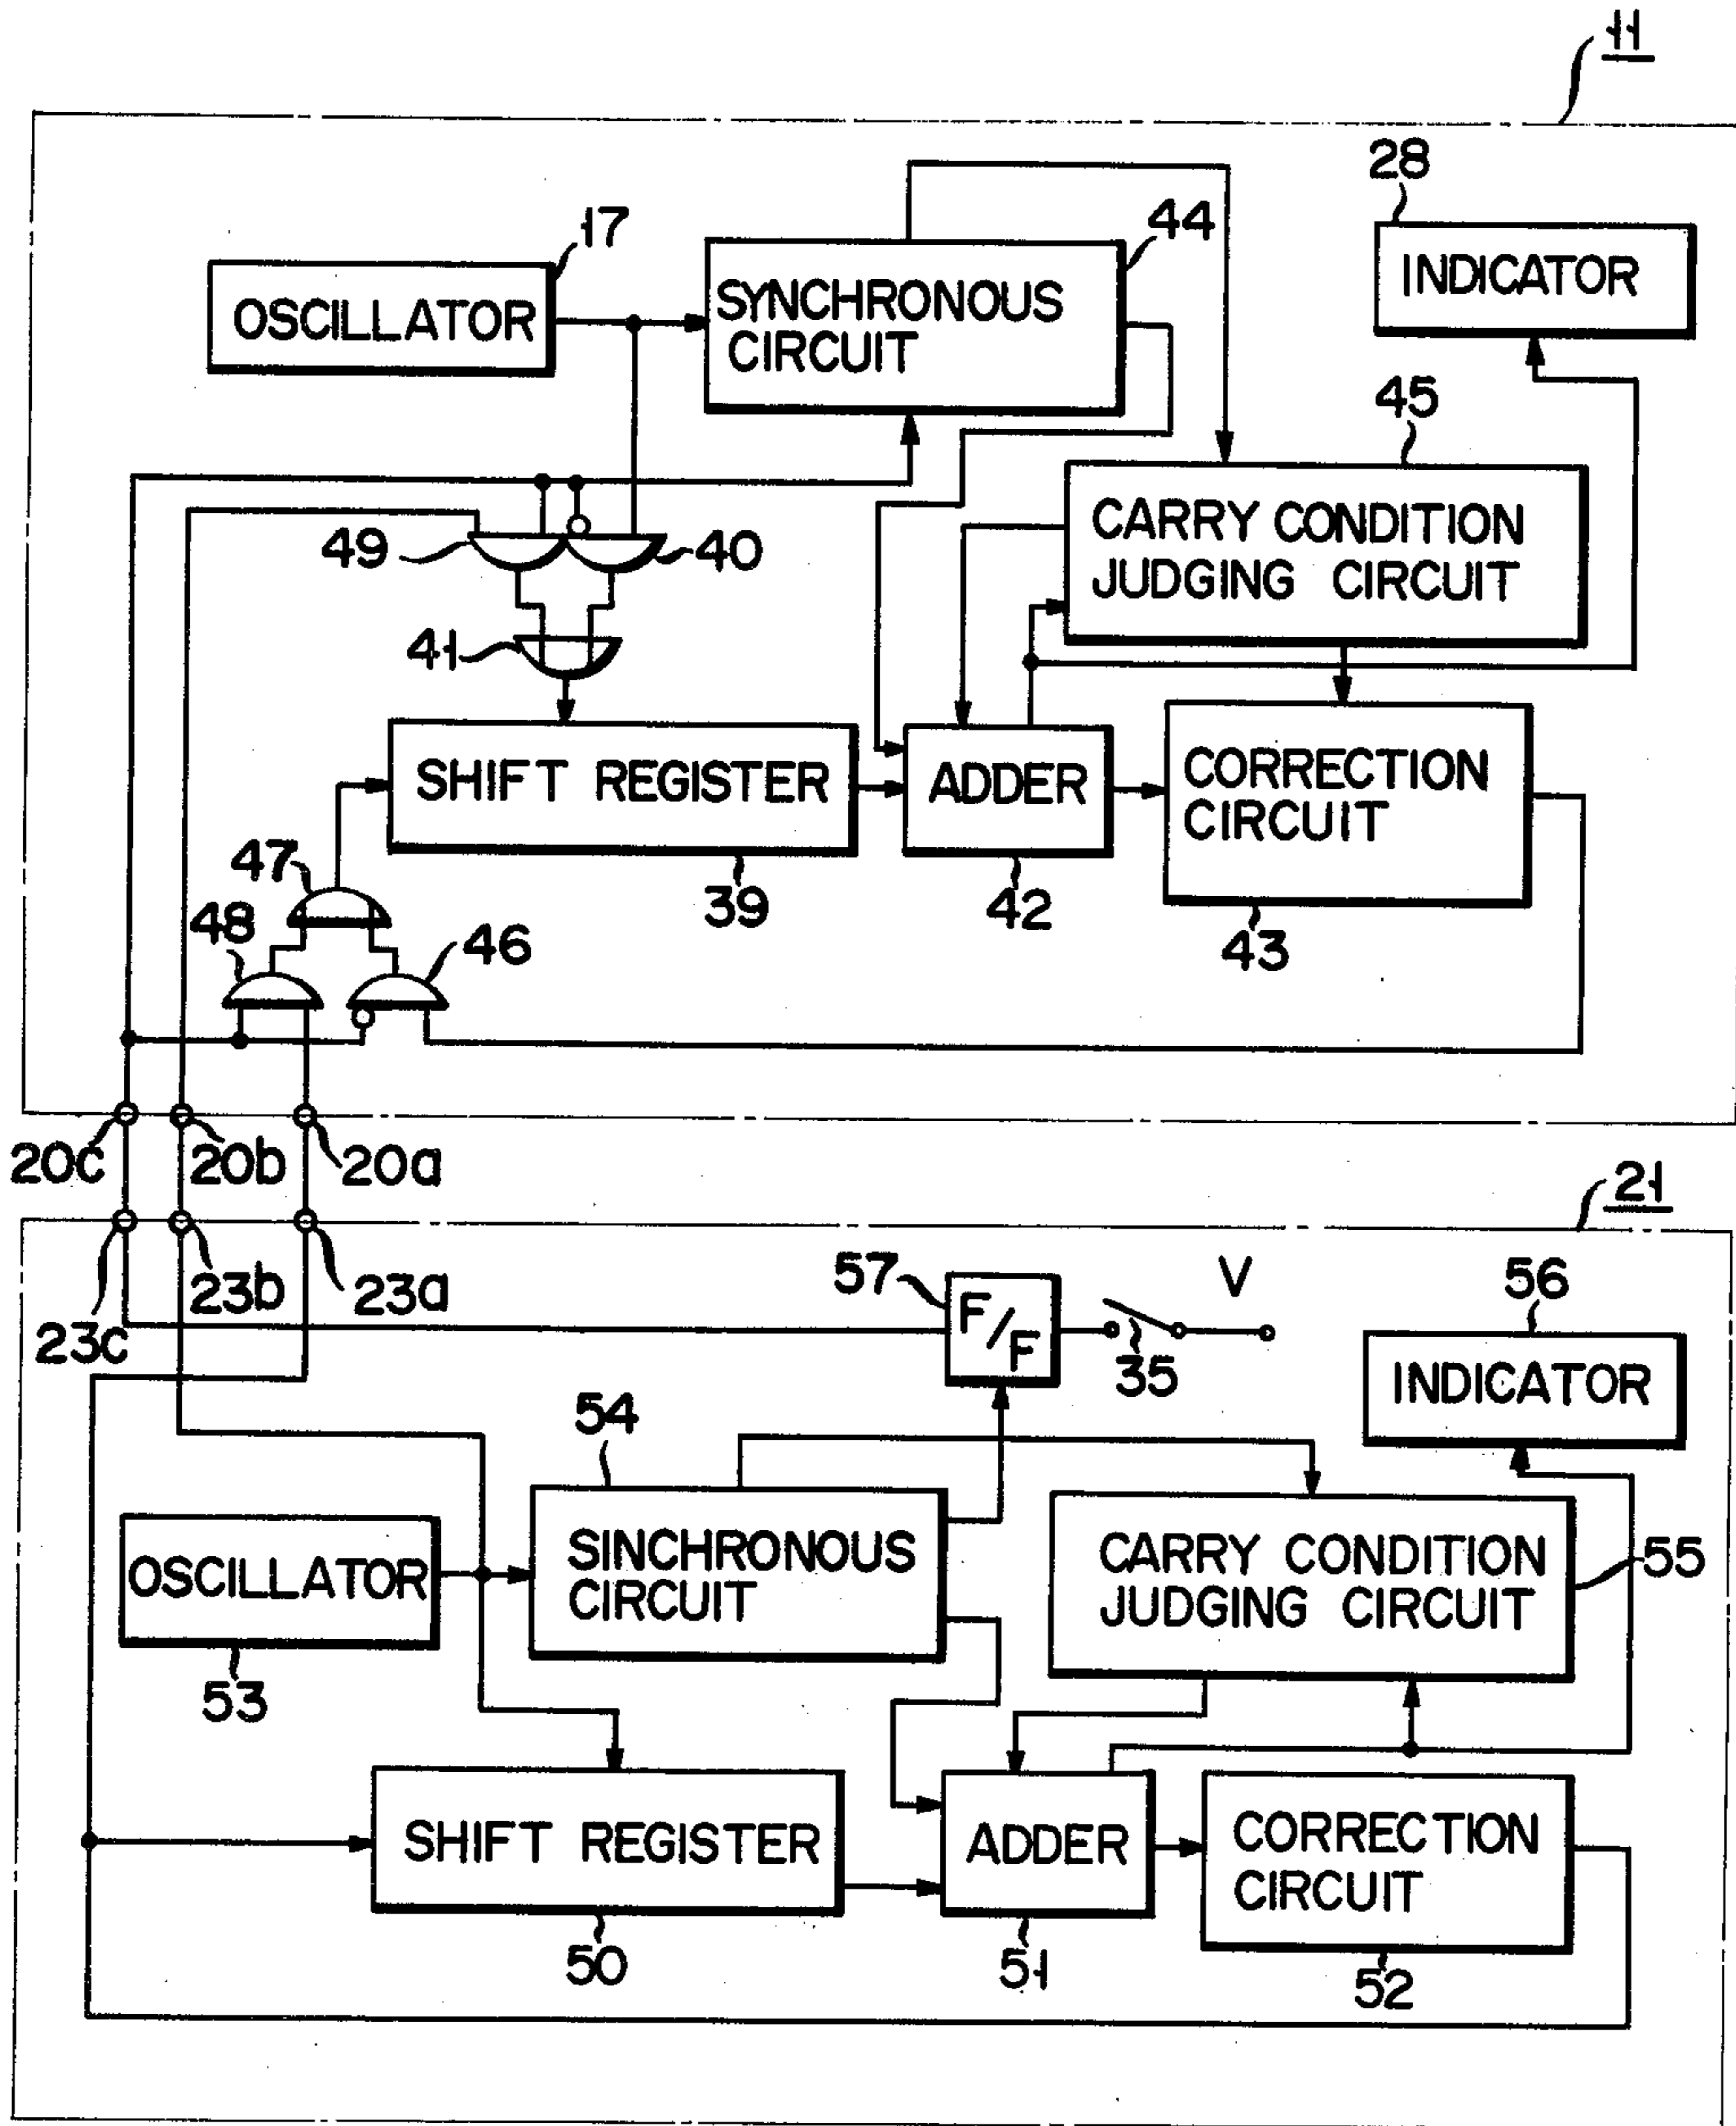 11
28
17
44
INDICATOR
OSCILLATOR
SYNCHRONOUS
CIRCUIT
45
CARRY CONDITION
JUDGING CIRCUIT
49
40
41
SHIFT REGISTER
ADDER
CORRECTION
CIRCUIT
47
39
42
43
48
46
20c
20b
20a
21
23c
23b
23a
57
F/F
V
35
56
INDICATOR
54
SINCHRONOUS
CIRCUIT
CARRY CONDITION
JUDGING CIRCUIT
55
OSCILLATOR
53
SHIFT REGISTER
ADDER
CORRECTION
CIRCUIT
50
51
52